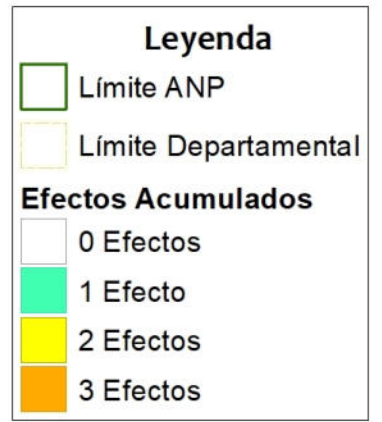 Leyenda
Límite ANP
Límite Departamental
Efectos Acumulados
0 Efectos
1 Efecto
2 Efectos
3 Efectos